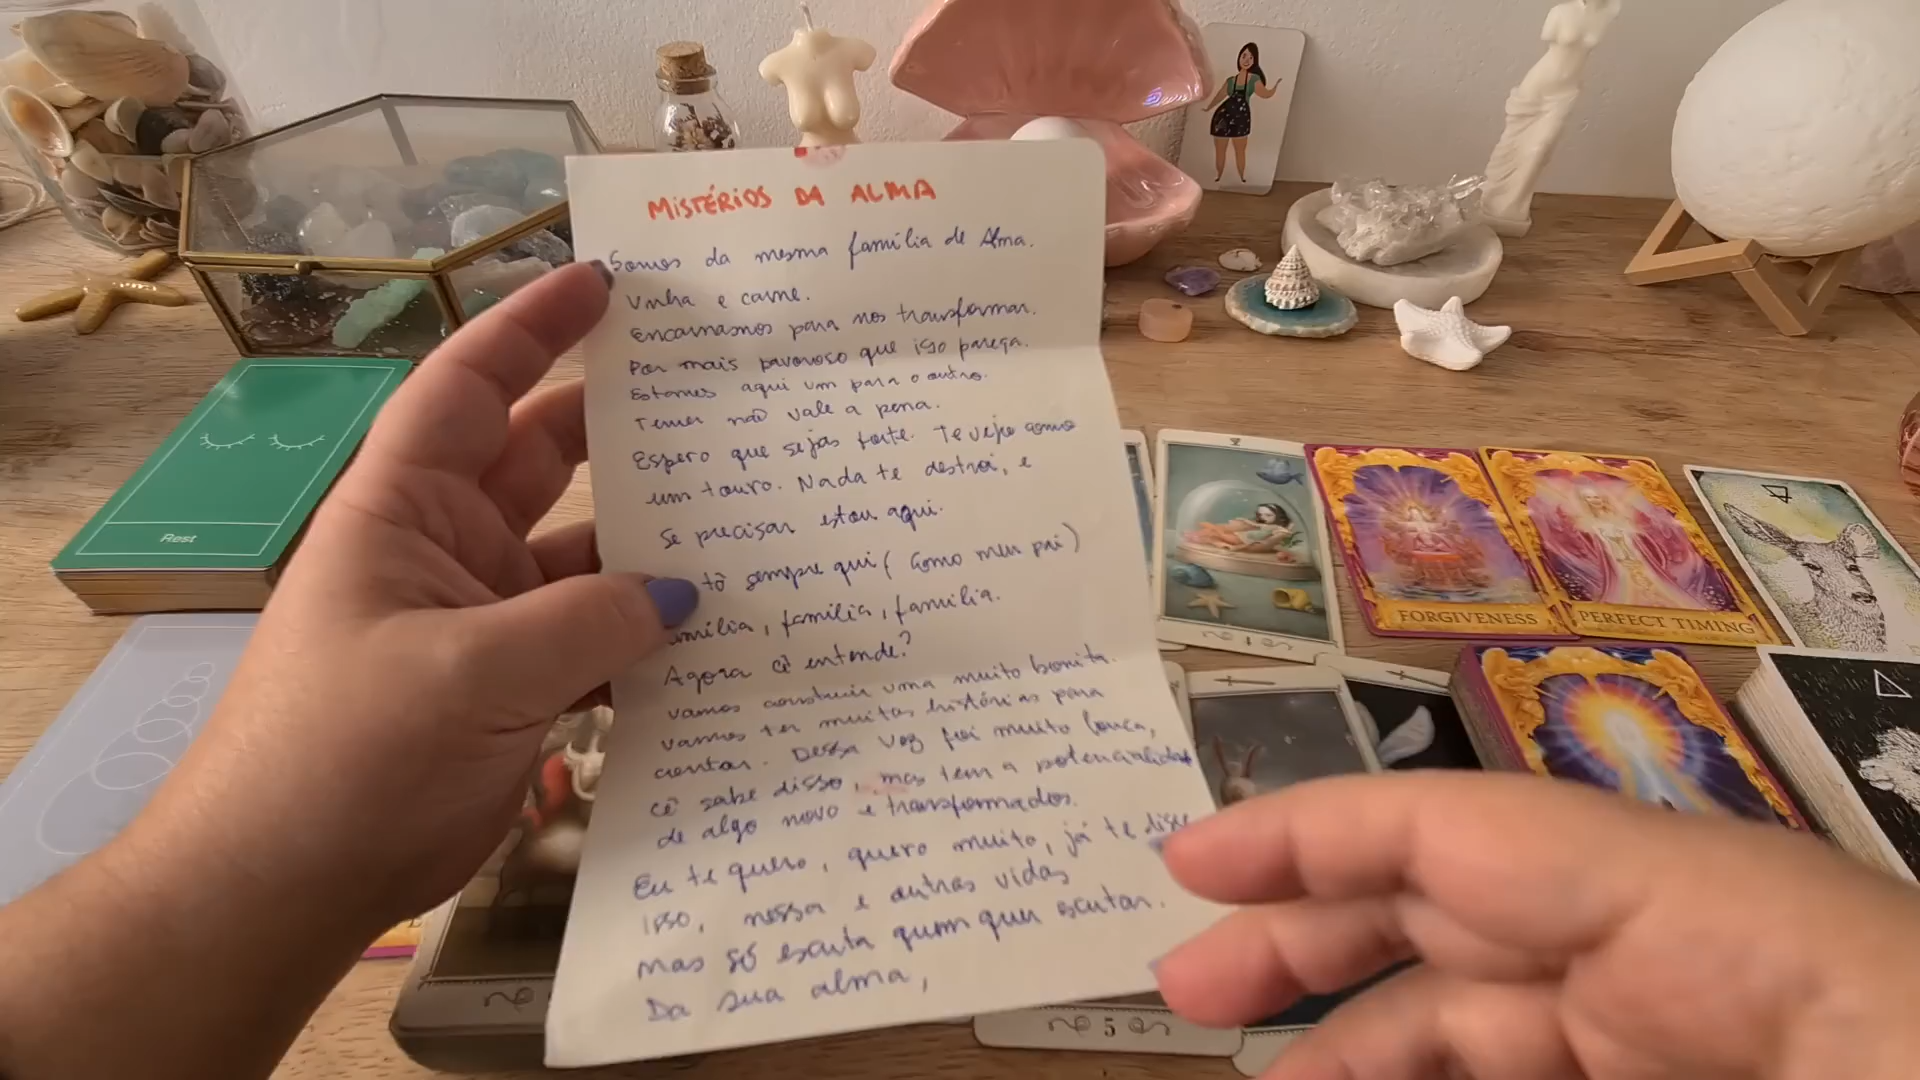 MISTÉRIOS DA ALMA
Somos da mesma família de Alma.
Unha e carne.
Encarnamos para nos transformar.
Por mais pavoroso que isso pareça.
Estamos aqui um para o outro.
Temer não vale a pena.
Espero que sejas forte. Te vejo como
um touro. Nada te destrói, e
se precisar estou aqui.
tô sempre qui (como meu pai)
família, família.
Agora cê entende?
vamos construir uma muito bonita.
vamos ter muitas histórias para
contar. Dessa vez foi muito louca,
cê sabe disso, mas tem a potencialidade
de algo novo e transformados.
Eu te quero, quero muito, já te disse
isso, nessa e outras vidas
mas só escuta quem quer escutar.
Da sua alma,
Rest
FORGIVENESS
PERFECT TIMING
1
5